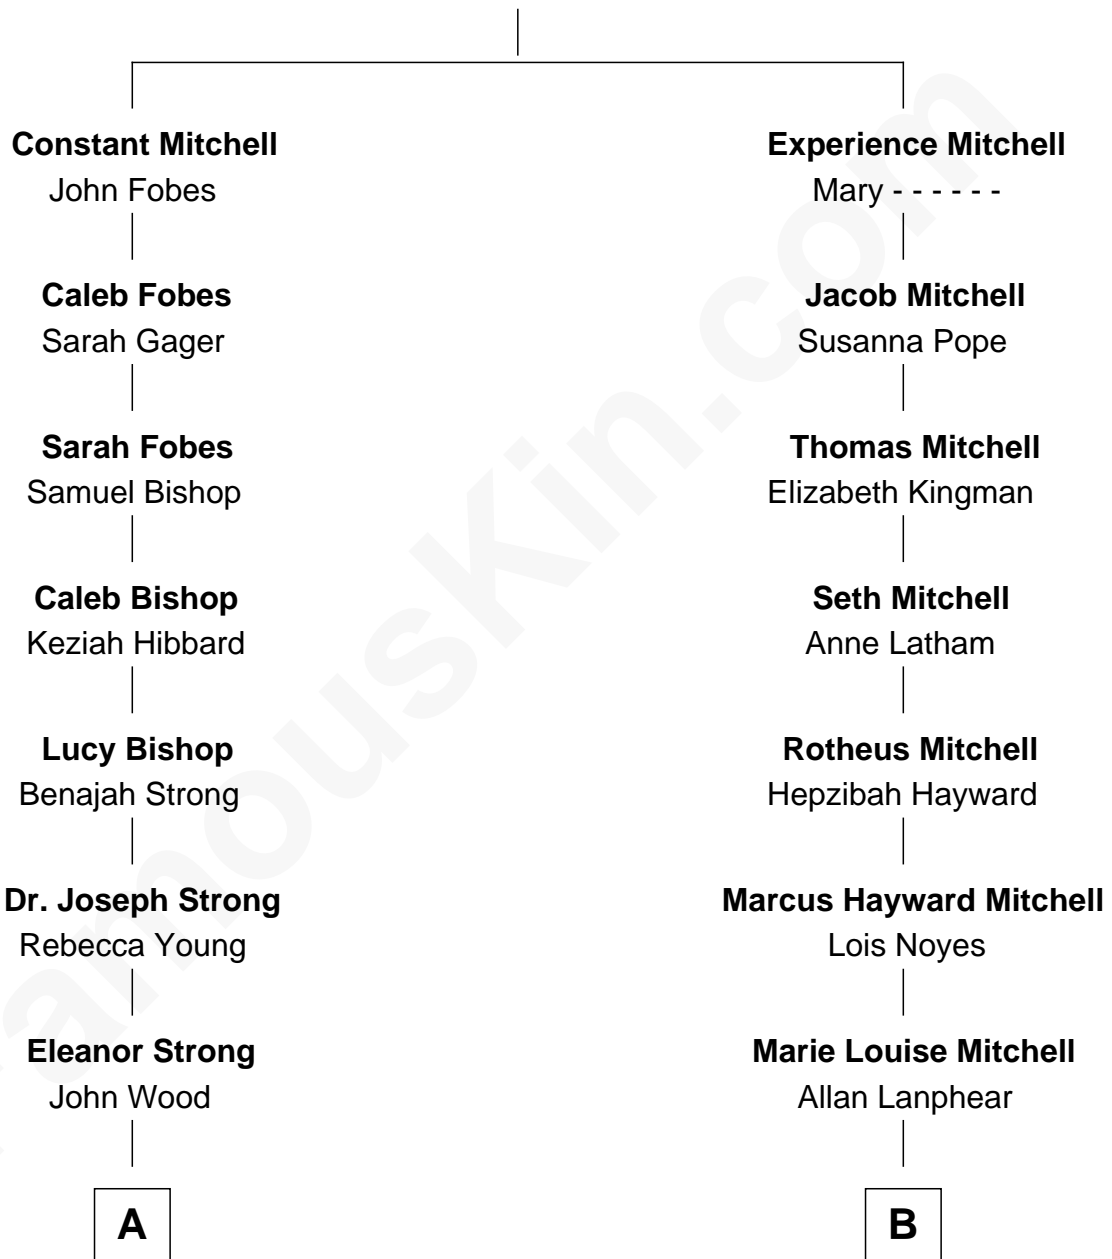 Constant Mitchell
John Fobes
Caleb Fobes
Sarah Gager
Sarah Fobes
Samuel Bishop
Caleb Bishop
Keziah Hibbard
Lucy Bishop
Benajah Strong
Dr. Joseph Strong
Rebecca Young
Eleanor Strong
John Wood
A
Experience Mitchell
Mary - - - - - -
Jacob Mitchell
Susanna Pope
Thomas Mitchell
Elizabeth Kingman
Seth Mitchell
Anne Latham
Rotheus Mitchell
Hepzibah Hayward
Marcus Hayward Mitchell
Lois Noyes
Marie Louise Mitchell
Allan Lanphear
B
FamousKin.com